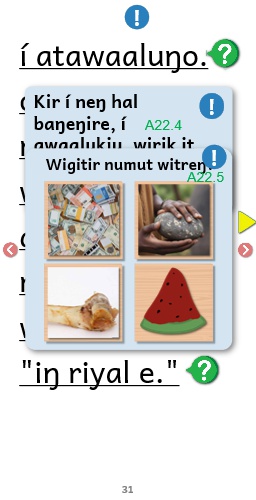 í atawaaluŋo.
Kir í neŋ hal
baŋeŋire, í
A22.4
awaalukiu, wirik it
Wigitir numut witreŋ.
A22.5
"iŋ riyal e."
31